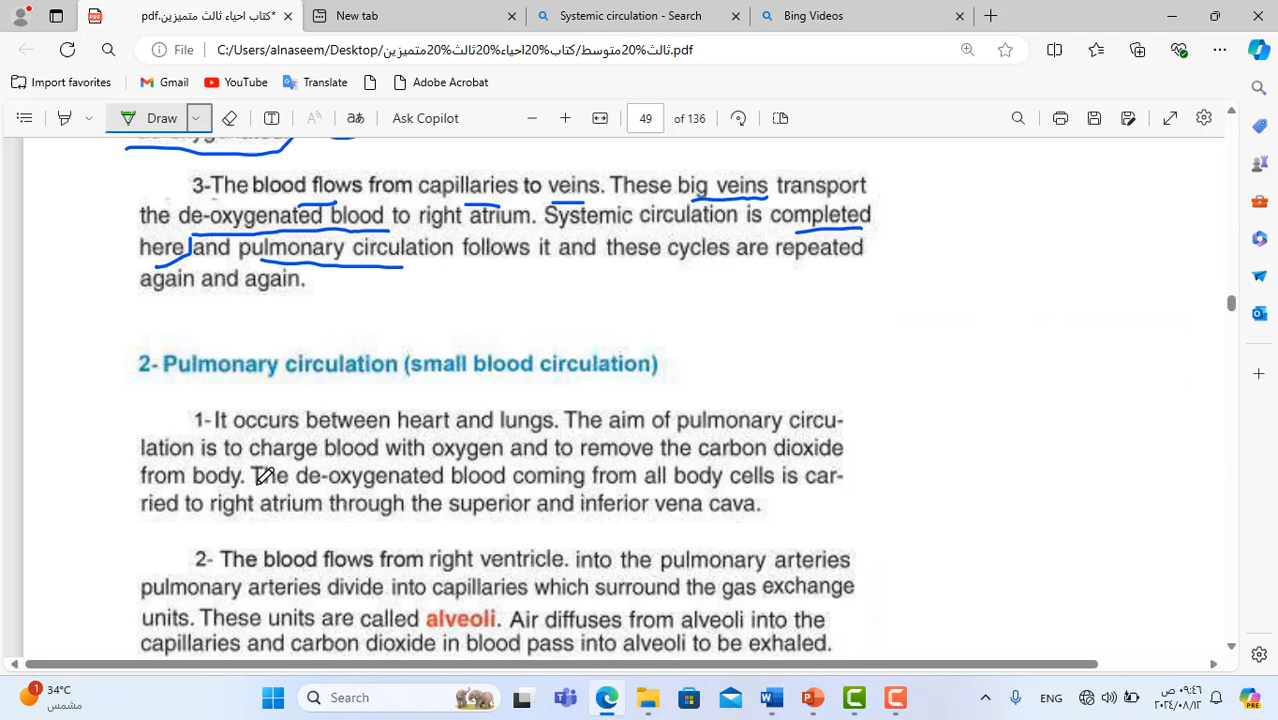 كتاب احياء ثالث متميزين.pdf*
New tab
Systemic circulation - Search
Bing Videos
File
C:/Users/alnaseem/Desktop/ثالث%20متوسط/كتاب%20احياء%20ثالث%20متميزين.pdf
Import favorites
Gmail
YouTube
Translate
Adobe Acrobat
Draw
Ask Copilot
49 of 136
3-The blood flows from capillaries to veins. These big veins transport
the de-oxygenated blood to right atrium. Systemic circulation is completed
here and pulmonary circulation follows it and these cycles are repeated
again and again.
2- Pulmonary circulation (small blood circulation)
1-It occurs between heart and lungs. The aim of pulmonary circu-
lation is to charge blood with oxygen and to remove the carbon dioxide
from body. The de-oxygenated blood coming from all body cells is car-
ried to right atrium through the superior and inferior vena cava.
2- The blood flows from right ventricle. into the pulmonary arteries
pulmonary arteries divide into capillaries which surround the gas exchange
units. These units are called alveoli. Air diffuses from alveoli into the
capillaries and carbon dioxide in blood pass into alveoli to be exhaled.
1
34°C
مشمس
Search
ENG
٠٩:٤٦ ص
٢٠٢٤/٠٨/١٢
PRE